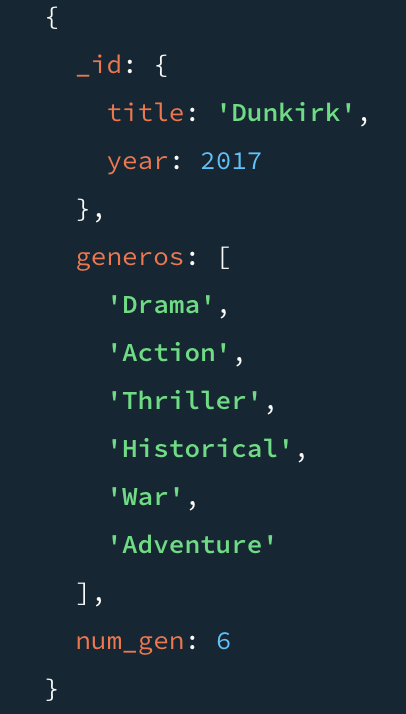 {
  _id: {
    title: 'Dunkirk',
    year: 2017
  },
  generos: [
    'Drama',
    'Action',
    'Thriller',
    'Historical',
    'War',
    'Adventure'
  ],
  num_gen: 6
}